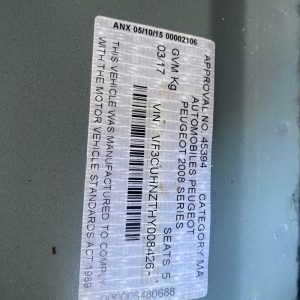 ANX 05/10/15 00002106
APPROVAL NO. 45394 CATEGORY MA
AUTOMOBILES PEUGEOT
PEUGEOT 2008 SERIES
GVM Kg SEATS 5
03/17
VIN VF3CUHNZTHY008426
THIS VEHICLE WAS MANUFACTURED TO COMPLY
WITH THE MOTOR VEHICLE STANDARDS ACT 1989